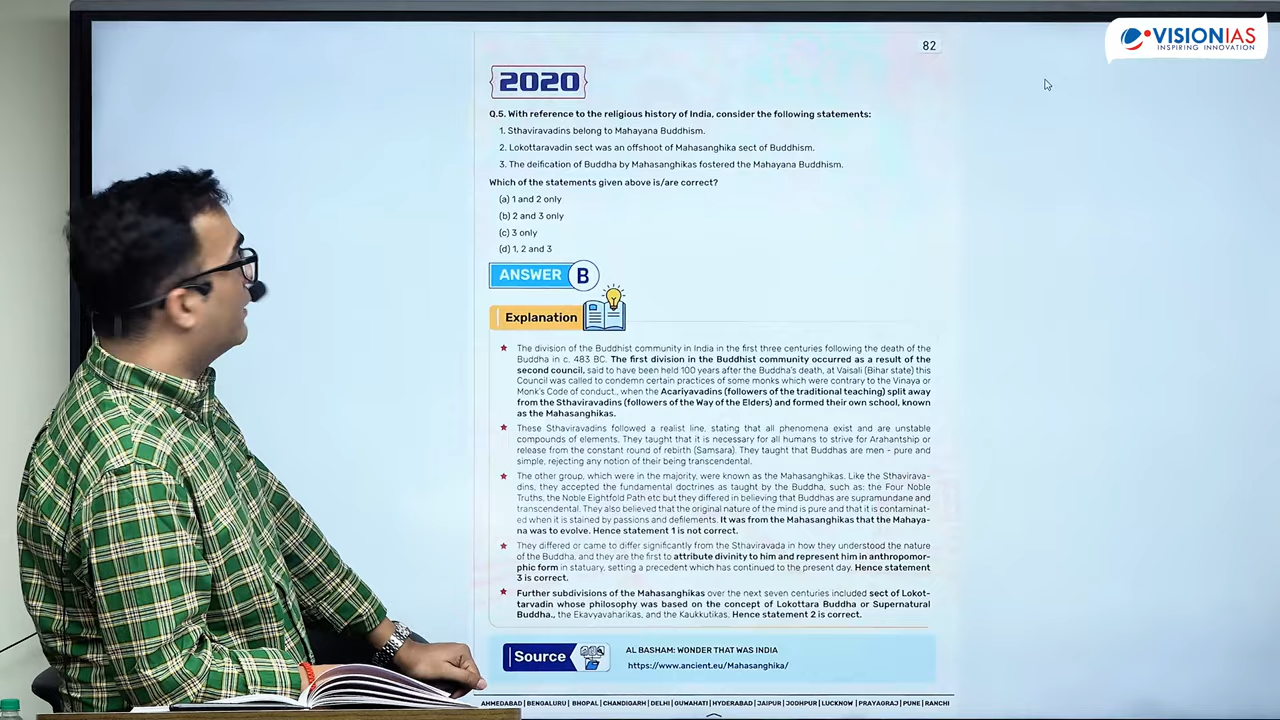 VISIONIAS
INSPIRING INNOVATION
82
2020
Q.5. With reference to the religious history of India, consider the following statements:
1. Sthaviravadins belong to Mahayana Buddhism.
2. Lokottaravadin sect was an offshoot of Mahasanghika sect of Buddhism.
3. The deification of Buddha by Mahasanghikas fostered the Mahayana Buddhism.
Which of the statements given above is/are correct?
(a) 1 and 2 only
(b) 2 and 3 only
(c) 3 only
(d) 1, 2 and 3
ANSWER B
Explanation
The division of the Buddhist community in India in the first three centuries following the death of the
Buddha in c. 483 BC. The first division in the Buddhist community occurred as a result of the
second council, said to have been held 100 years after the Buddha's death, at Vaisali (Bihar state) this
Council was called to condemn certain practices of some monks which were contrary to the Vinaya or
Monk's Code of conduct., when the Acariyavadins (followers of the traditional teaching) split away
from the Sthaviravadins (followers of the Way of the Elders) and formed their own school, known
as the Mahasanghikas.
These Sthaviravadins followed a realist line, stating that all phenomena exist and are unstable
compounds of elements. They taught that it is necessary for all humans to strive for Arahantship or
release from the constant round of rebirth (Samsara). They taught that Buddhas are men - pure and
simple, rejecting any notion of their being transcendental.
The other group, which were in the majority, were known as the Mahasanghikas. Like the Sthavirava-
dins, they accepted the fundamental doctrines as taught by the Buddha, such as: the Four Noble
Truths, the Noble Eightfold Path etc but they differed in believing that Buddhas are supramundane and
transcendental. They also believed that the original nature of the mind is pure and that it is contaminat-
ed when it is stained by passions and defilements. It was from the Mahasanghikas that the Mahaya-
na was to evolve. Hence statement 1 is not correct.
They differed or came to differ significantly from the Sthaviravada in how they understood the nature
of the Buddha, and they are the first to attribute divinity to him and represent him in anthropomor-
phic form in statuary, setting a precedent which has continued to the present day. Hence statement
3 is correct.
Further subdivisions of the Mahasanghikas over the next seven centuries included sect of Lokot-
tarvadin whose philosophy was based on the concept of Lokottara Buddha or Supernatural
Buddha., the Ekavyavaharikas, and the Kaukkutikas. Hence statement 2 is correct.
Source
AL BASHAM: WONDER THAT WAS INDIA
https://www.ancient.eu/Mahasanghika/
AHMEDABAD | BENGALURU | BHOPAL | CHANDIGARH | DELHI | GUWAHATI | HYDERABAD | JAIPUR | JODHPUR | LUCKNOW | PRAYAGRAJ | PUNE | RANCHI